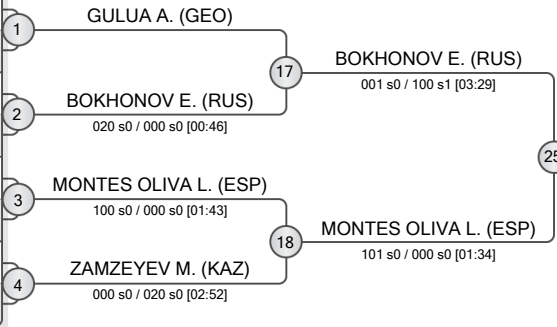 GULUA A. (GEO)
1
17
BOKHONOV E. (RUS)
001 s0 / 100 s1 [03:29]
BOKHONOV E. (RUS)
2
020 s0 / 000 s0 [00:46]
25
MONTES OLIVA L. (ESP)
3
100 s0 / 000 s0 [01:43]
18
MONTES OLIVA L. (ESP)
101 s0 / 000 s0 [01:34]
ZAMZEYEV M. (KAZ)
4
000 s0 / 020 s0 [02:52]